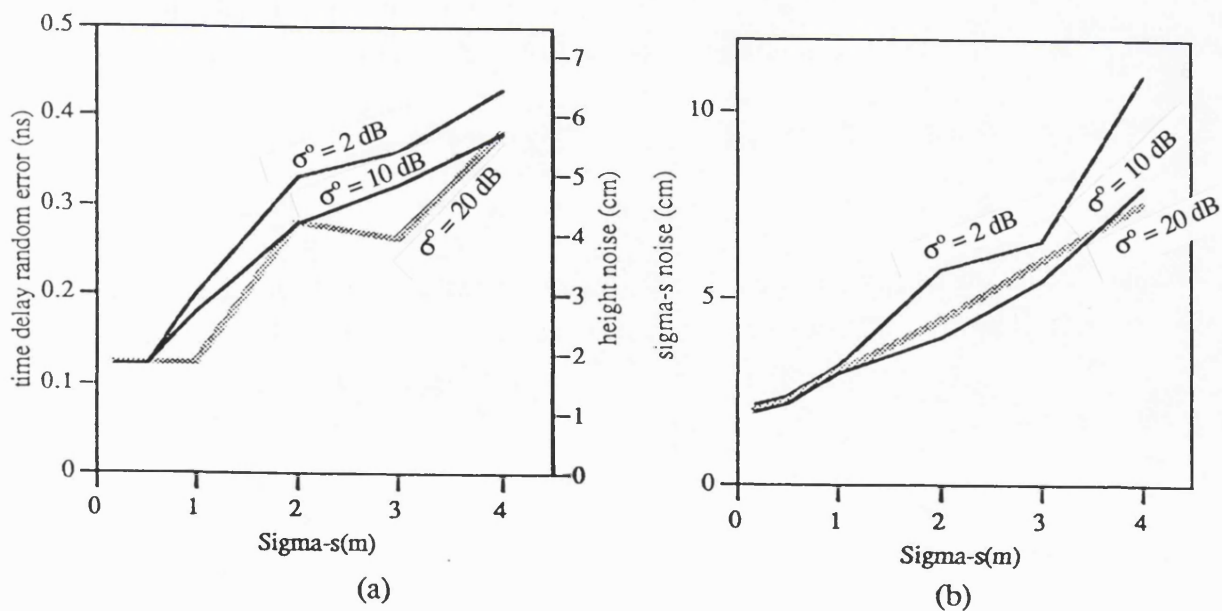 0.5
0.4
0.3
0.2
0.1
0
time delay random error (ns)
σ° = 2 dB
σ° = 10 dB
σ° = 20 dB
7
6
5
4
3
2
1
0
height noise (cm)
0 1 2 3 4
Sigma-s(m)
(a)
10
5
0
sigma-s noise (cm)
σ° = 2 dB
σ° = 10 dB
σ° = 20 dB
0 1 2 3 4
Sigma-s(m)
(b)